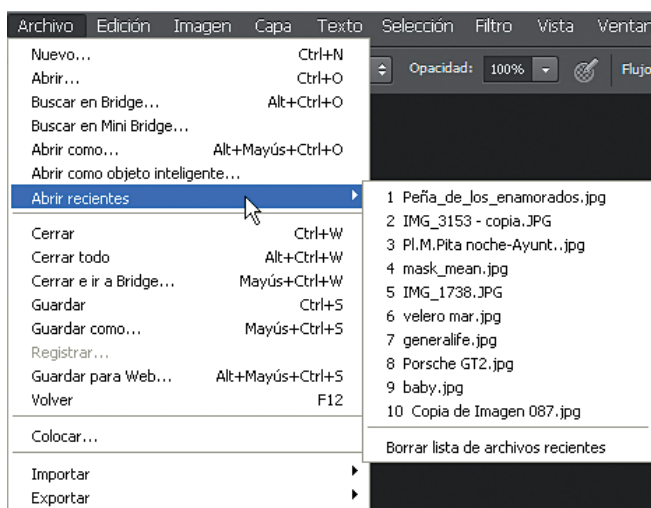 Archivo Edición Imagen Capa Texto Selección Filtro Vista Ventan
Opacidad: 100% Flujo
Nuevo... Ctrl+N
Abrir... Ctrl+O
Buscar en Bridge... Alt+Ctrl+O
Buscar en Mini Bridge...
Abrir como... Alt+Mayús+Ctrl+O
Abrir como objeto inteligente...
Abrir recientes
Cerrar Ctrl+W
Cerrar todo Alt+Ctrl+W
Cerrar e ir a Bridge... Mayús+Ctrl+W
Guardar Ctrl+S
Guardar como... Mayús+Ctrl+S
Registrar...
Guardar para Web... Alt+Mayús+Ctrl+S
Volver F12
Colocar...
Importar
Exportar
1 Peña_de_los_enamorados.jpg
2 IMG_3153 - copia.JPG
3 Pl.M.Pita noche-Ayunt..jpg
4 mask_mean.jpg
5 IMG_1738.JPG
6 velero mar.jpg
7 generalife.jpg
8 Porsche GT2.jpg
9 baby.jpg
10 Copia de Imagen 087.jpg
Borrar lista de archivos recientes